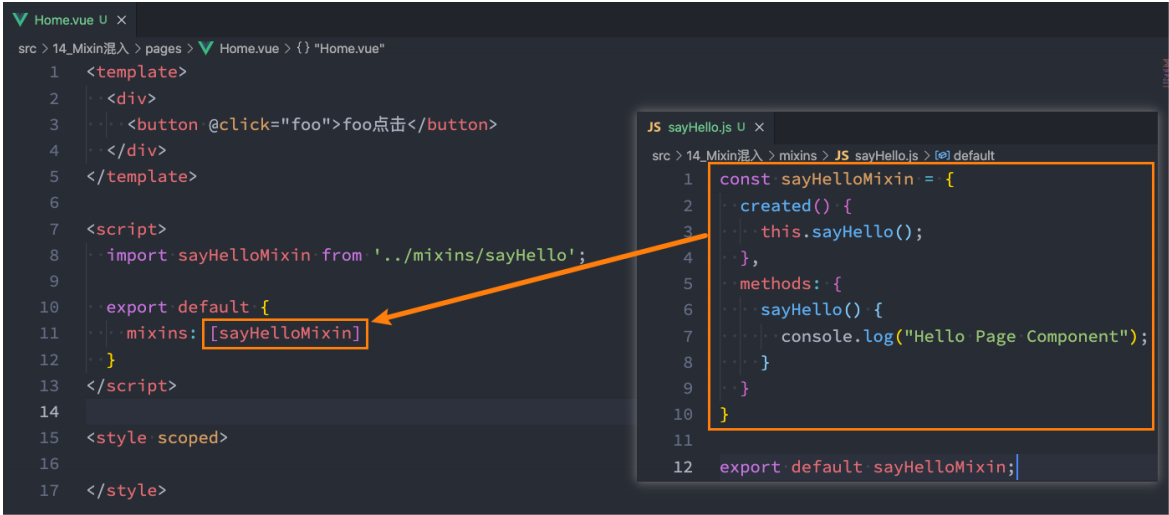 Home.vue U ×
src > 14_Mixin混入 > pages > Home.vue > {} "Home.vue"
1 <template>
2 <div>
3 <button @click="foo">foo点击</button>
4 </div>
5 </template>
6
7 <script>
8 import sayHelloMixin from '../mixins/sayHello';
9
10 export default {
11 mixins: [sayHelloMixin]
12 }
13 </script>
14
15 <style scoped>
16
17 </style>
JS sayHello.js U ×
src > 14_Mixin混入 > mixins > JS sayHello.js > default
1 const sayHelloMixin = {
2 created() {
3 this.sayHello();
4 },
5 methods: {
6 sayHello() {
7 console.log("Hello Page Component");
8 }
9 }
10 }
11
12 export default sayHelloMixin;